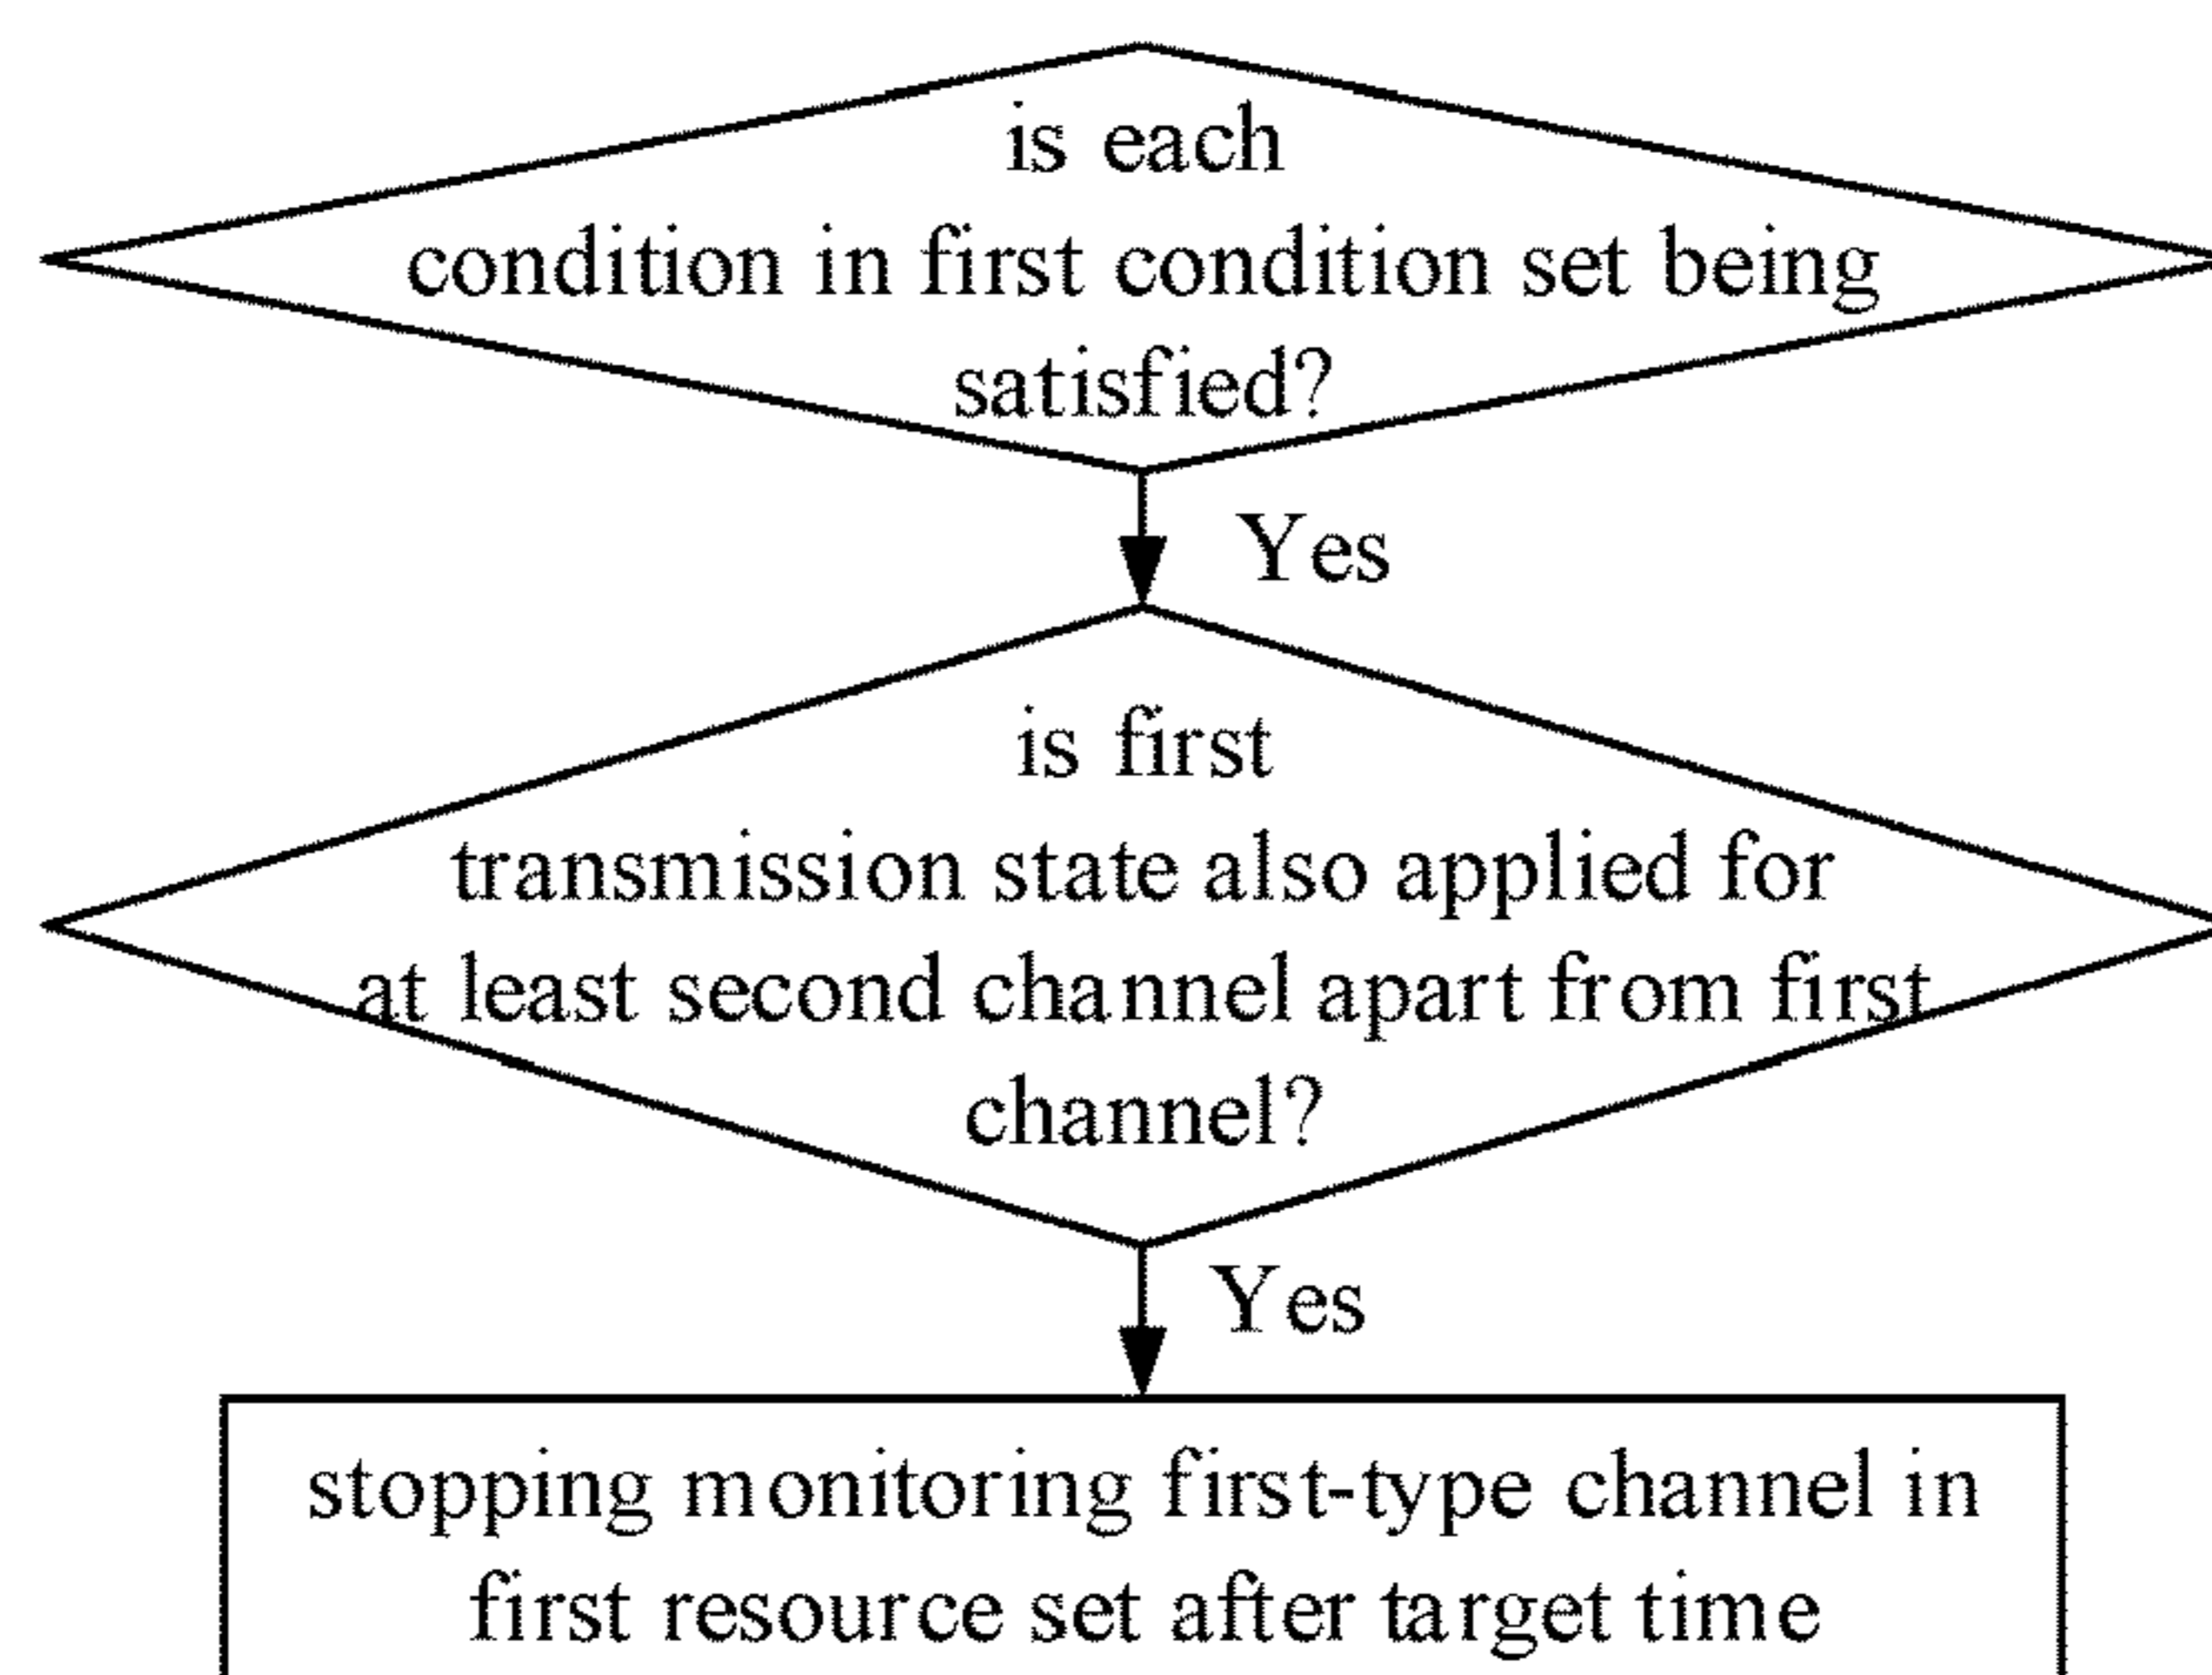 is each
condition in first condition set being
satisfied?
Yes
is first
transmission state also applied for
at least second channel apart from first
channel?
Yes
stopping monitoring first-type channel in
first resource set after target time